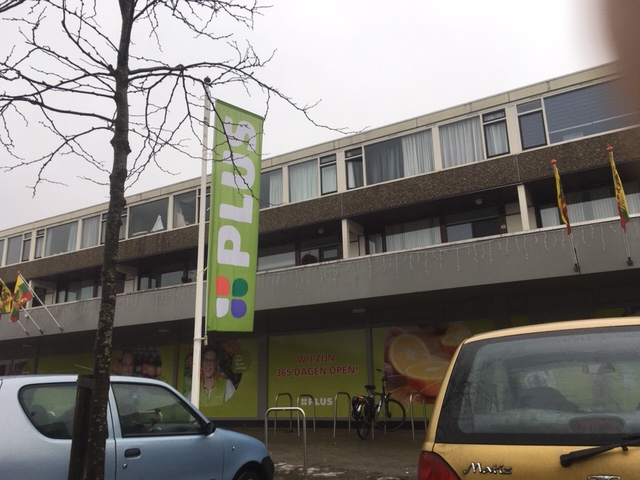 PLUS
WIJ ZIJN
365 DAGEN OPEN!
PLUS
Matiz